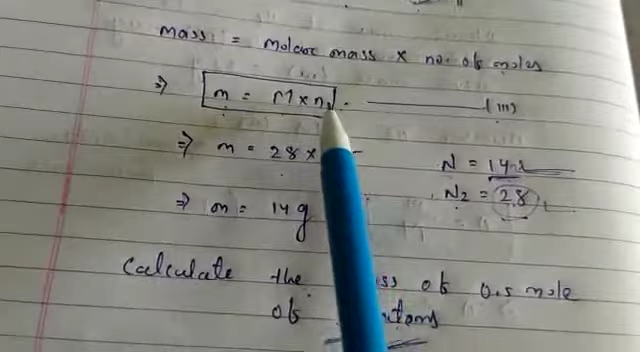 mass = molar mass × no. of moles
⇒ m = M × n. (III)
⇒ m = 28 ×
N = 14
⇒ m = 14 g
N2 = 28
Calculate the ss of 0.5 mole
of